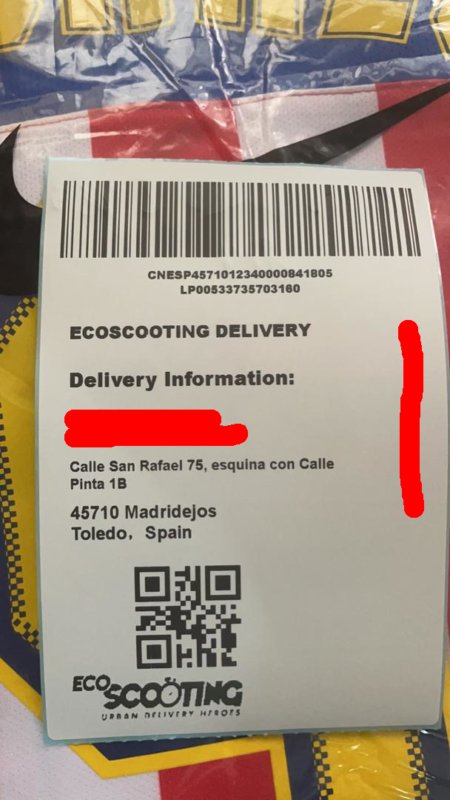 CNESP4571012340000841805
LP00533735703160
ECOSCOOTING DELIVERY
Delivery Information:
Calle San Rafael 75, esquina con Calle
Pinta 1B
45710 Madridejos
Toledo, Spain
ECO
SCOOTING
URBAN DELIVERY HEROES